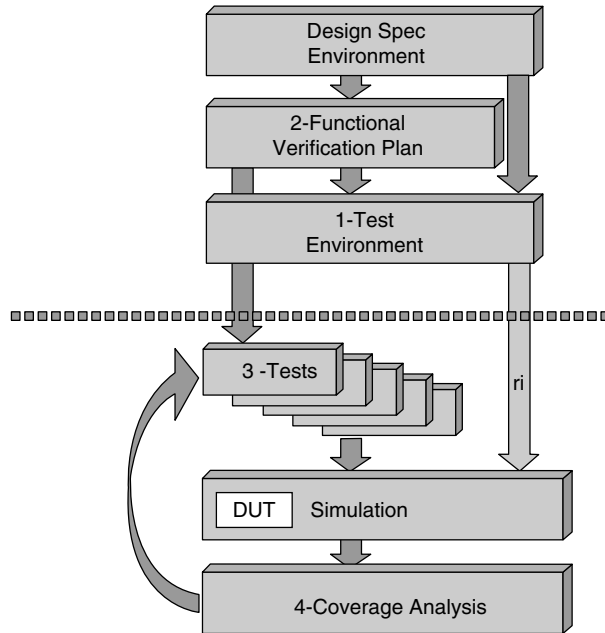 Design Spec
Environment
2-Functional
Verification Plan
1-Test
Environment
3 -Tests
ri
DUT
Simulation
4-Coverage Analysis